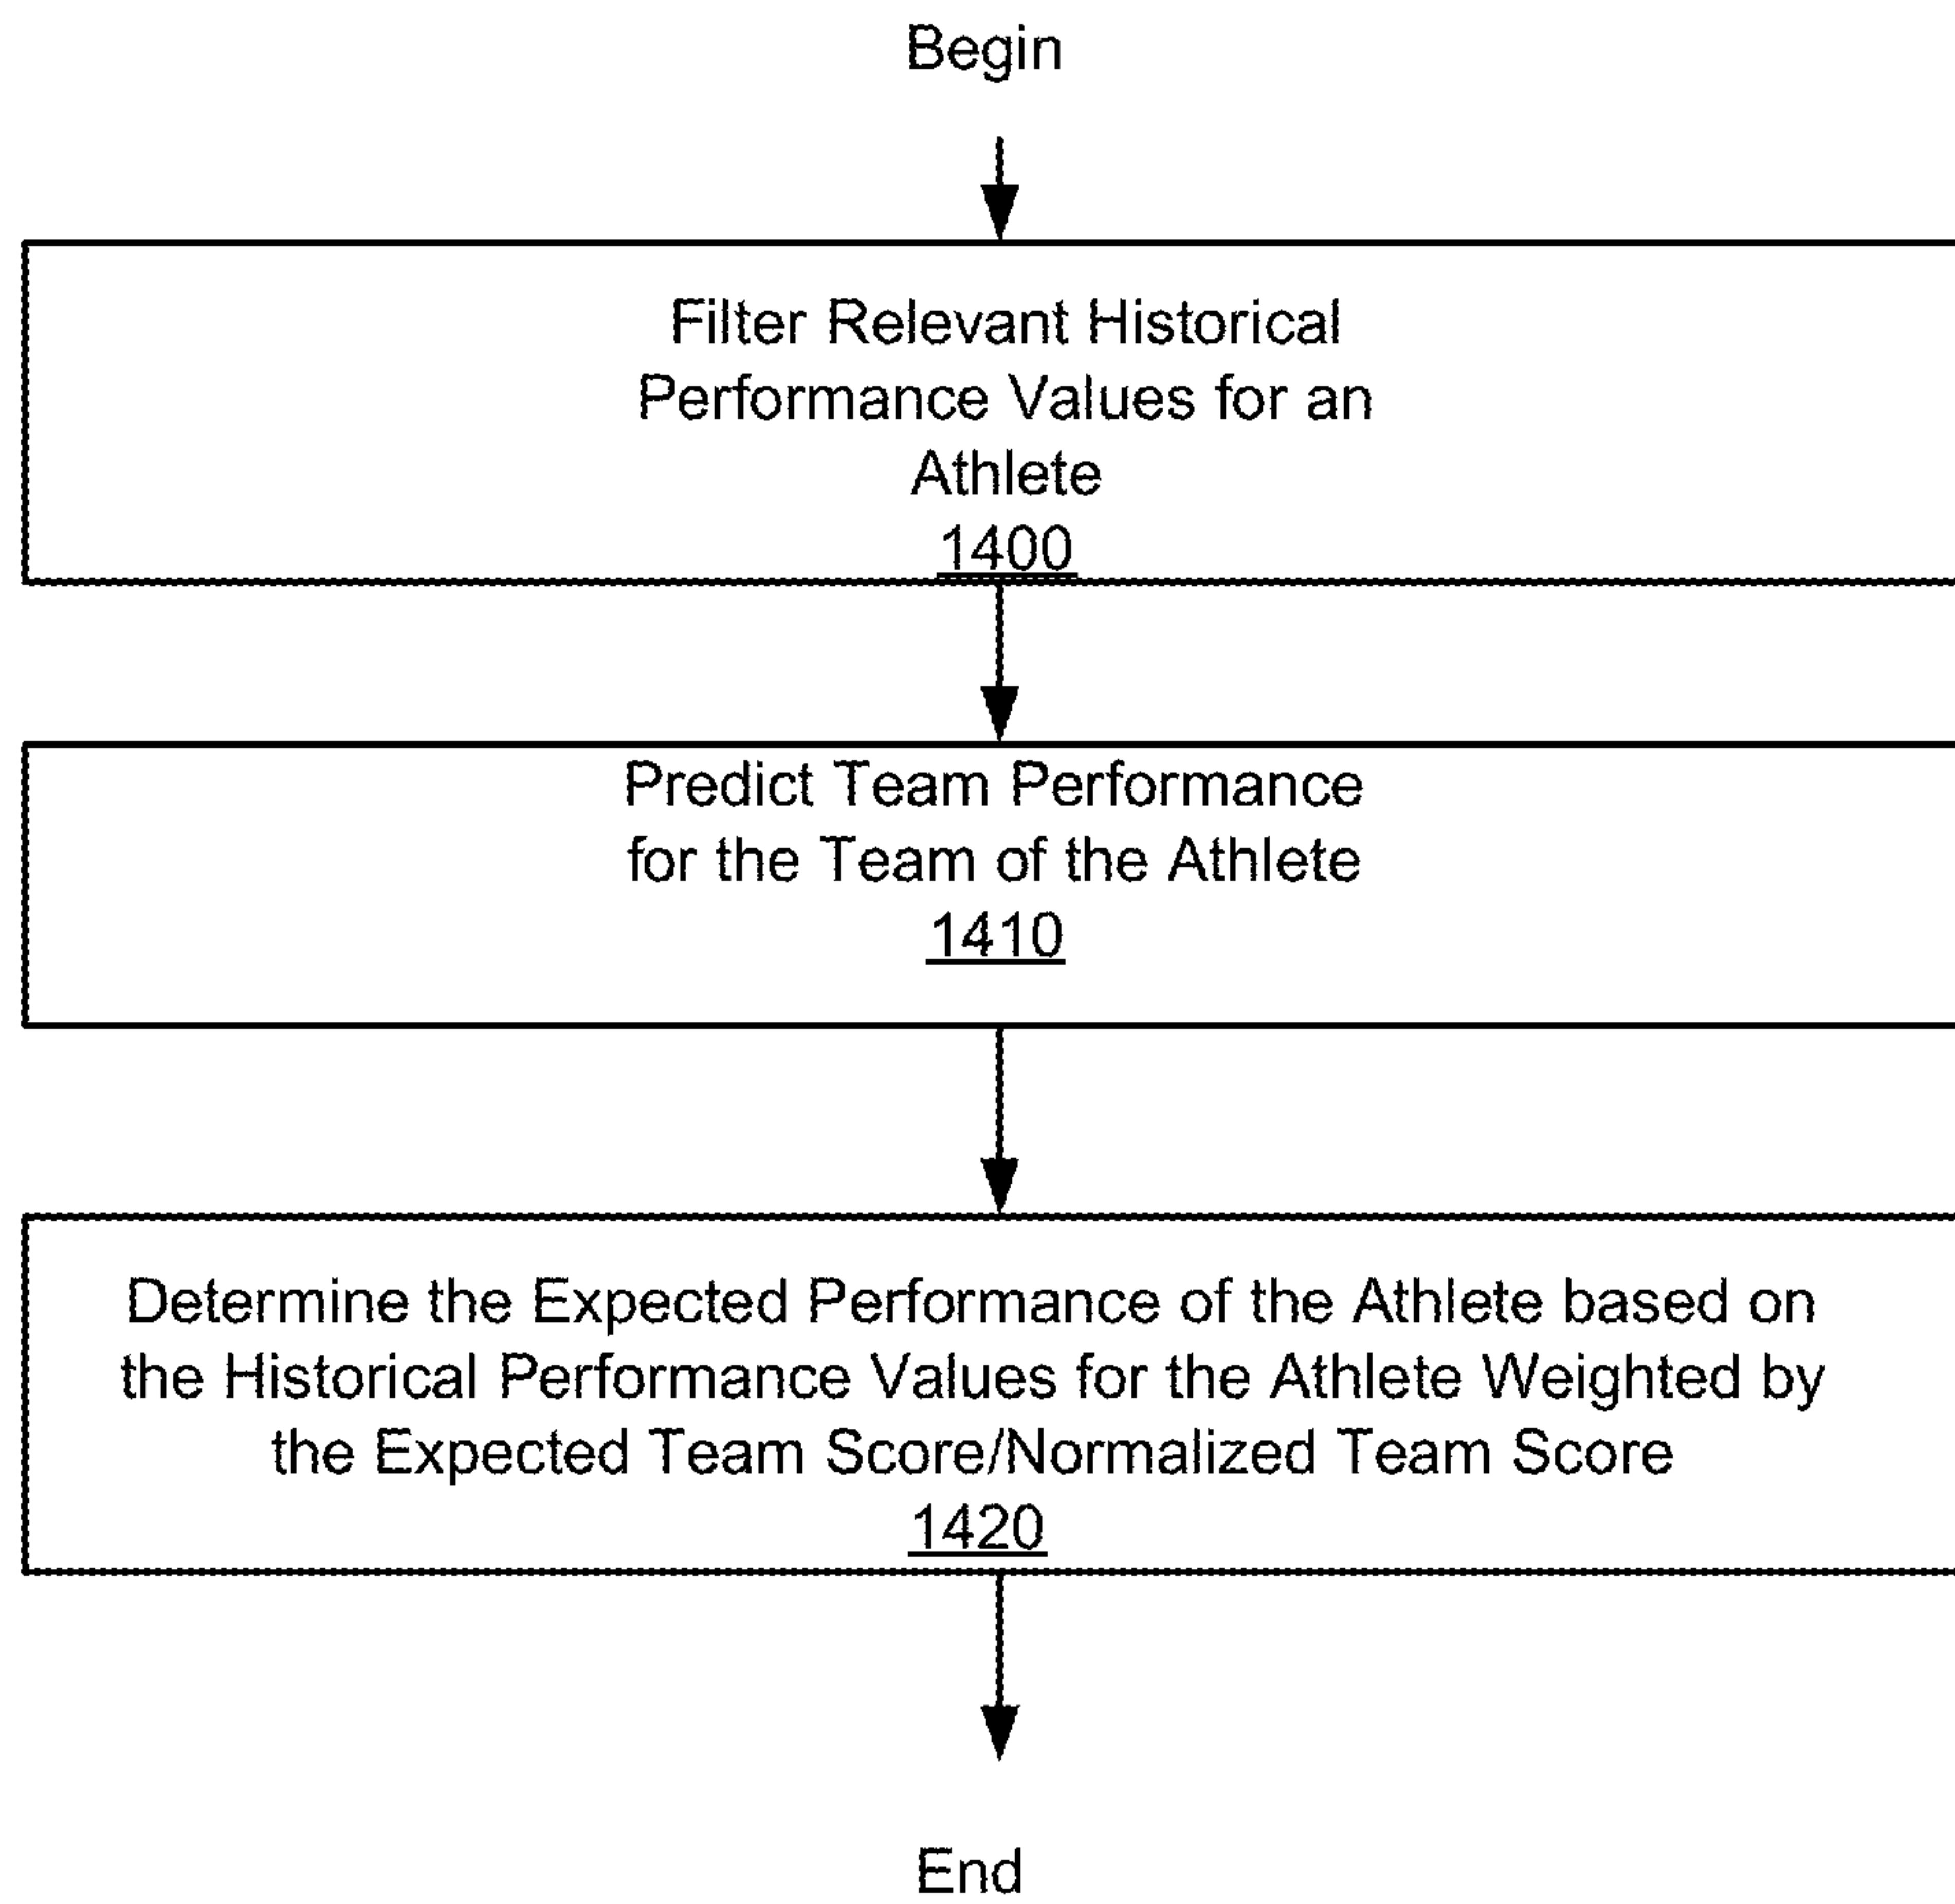 Begin
Filter Relevant Historical
Performance Values for an
Athlete
1400
Predict Team Performance
for the Team of the Athlete
1410
Determine the Expected Performance of the Athlete based on
the Historical Performance Values for the Athlete Weighted by
the Expected Team Score/Normalized Team Score
1420
End